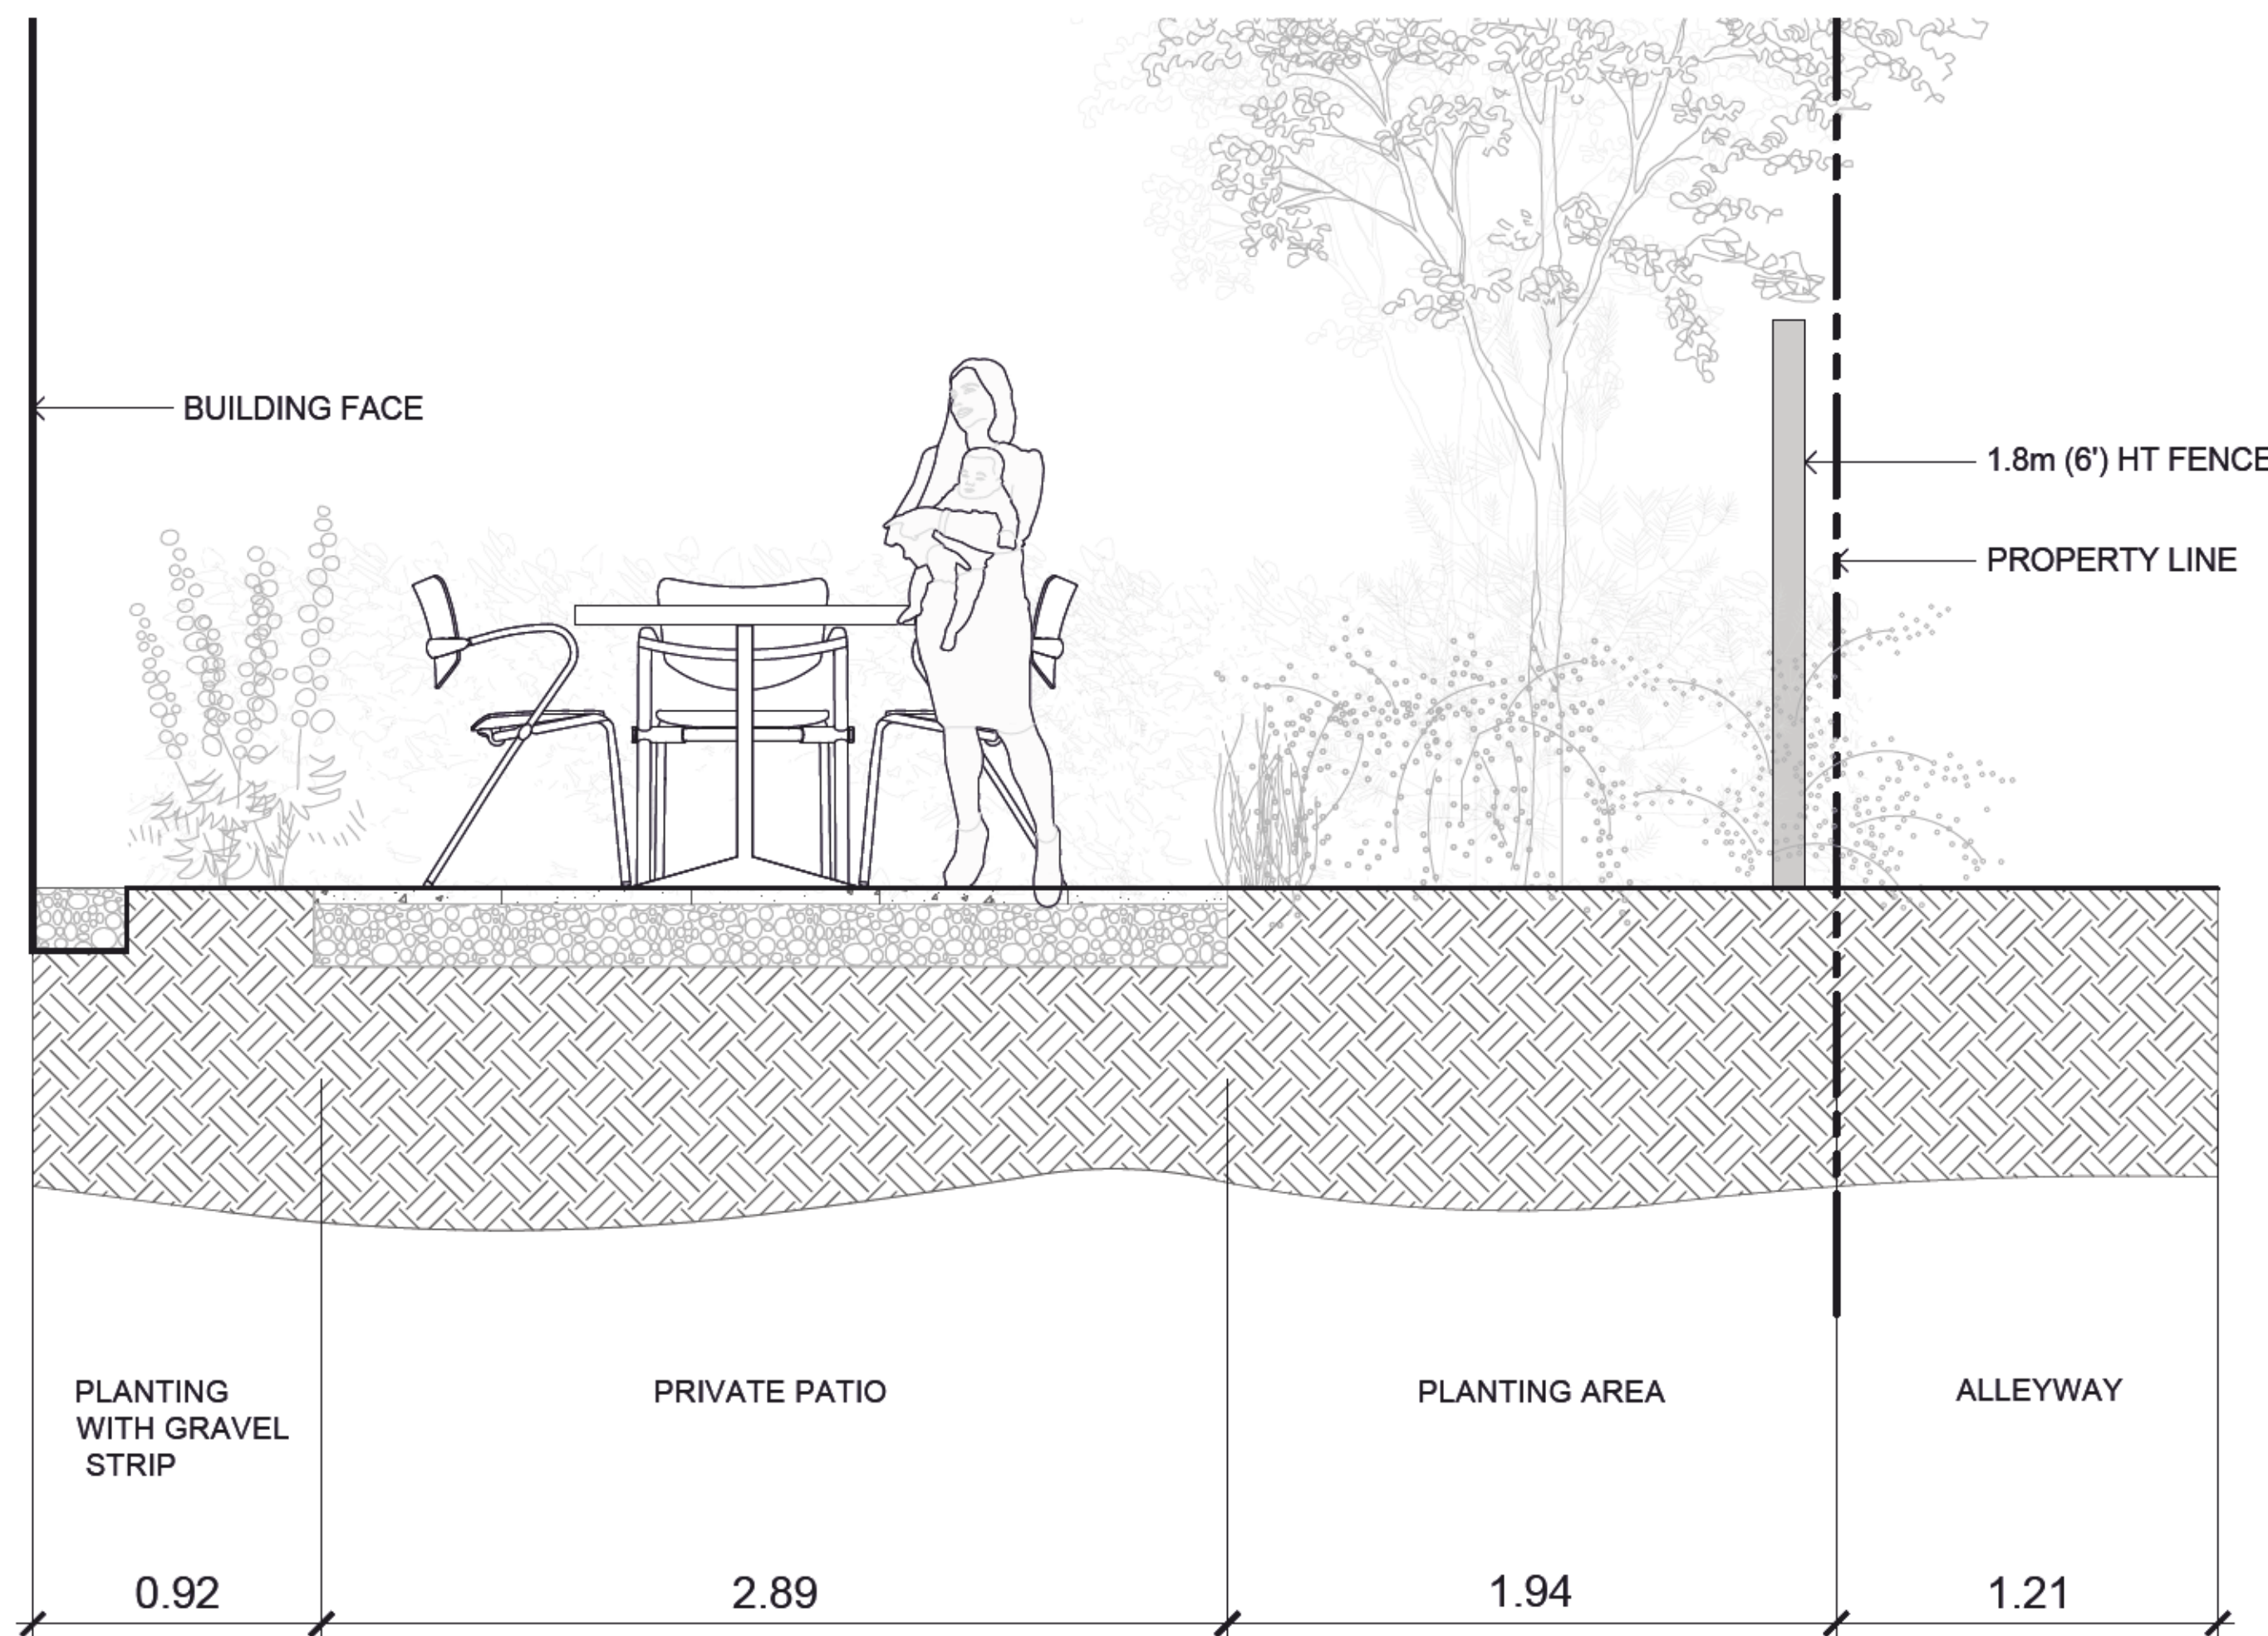 BUILDING FACE
1.8m (6') HT FENCE
PROPERTY LINE
PLANTING
WITH GRAVEL
STRIP
PRIVATE PATIO
PLANTING AREA
ALLEYWAY
0.92
2.89
1.94
1.21